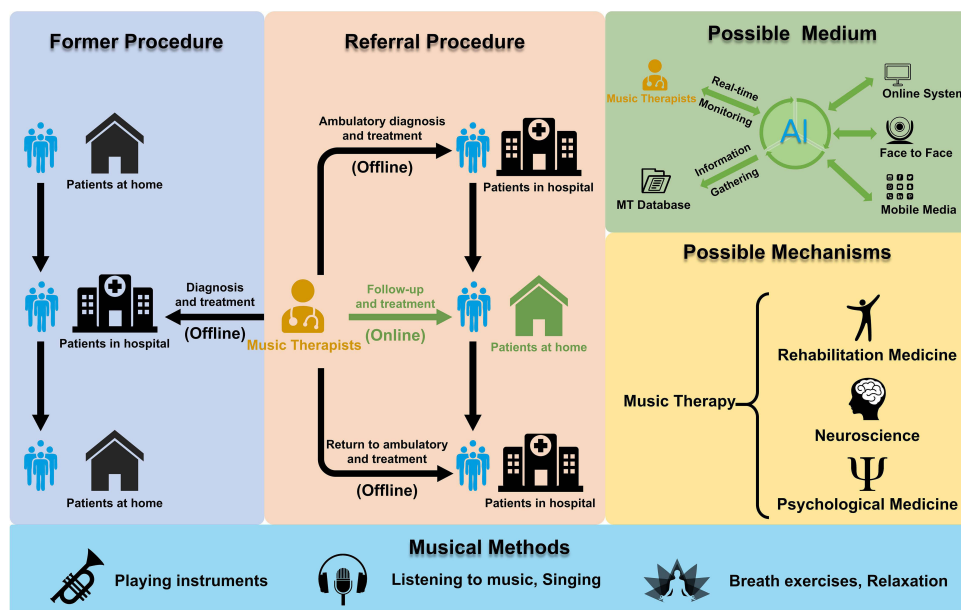 Former Procedure
Patients at home
Diagnosis
and treatment
(Offline)
Patients in hospital
Patients at home
Referral Procedure
Ambulatory diagnosis
and treatment
(Offline)
Patients in hospital
Music Therapists
Follow-up
and treatment
(Online)
Patients at home
Return to ambulatory
and treatment
(Offline)
Patients in hospital
Possible Medium
Music Therapists
Real-time
Monitoring
AI
Online System
Face to Face
Information
Gathering
MT Database
Mobile Media
Possible Mechanisms
Music Therapy
Rehabilitation Medicine
Neuroscience
Ψ
Psychological Medicine
Musical Methods
Playing instruments
Listening to music, Singing
Breath exercises, Relaxation